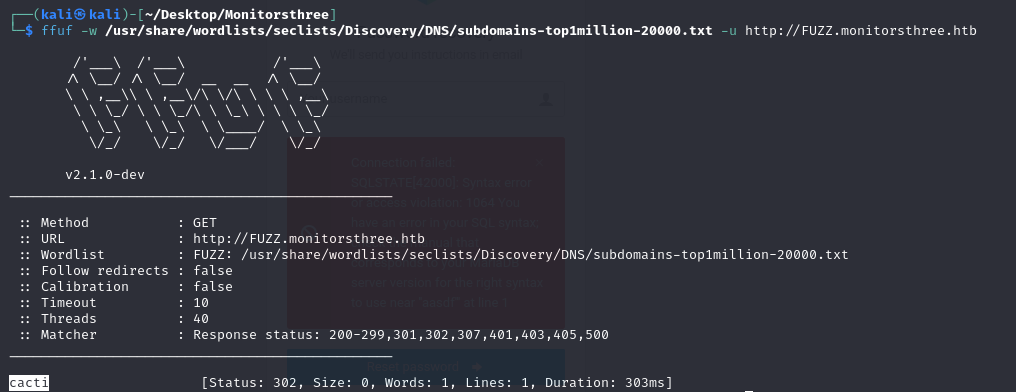 ┌──(kali㉿kali)-[~/Desktop/Monitorsthree]
└─$ ffuf -w /usr/share/wordlists/seclists/Discovery/DNS/subdomains-top1million-20000.txt -u http://FUZZ.monitorsthree.htb
v2.1.0-dev
:: Method : GET
:: URL : http://FUZZ.monitorsthree.htb
:: Wordlist : FUZZ: /usr/share/wordlists/seclists/Discovery/DNS/subdomains-top1million-20000.txt
:: Follow redirects : false
:: Calibration : false
:: Timeout : 10
:: Threads : 40
:: Matcher : Response status: 200-299,301,302,307,401,403,405,500
cacti [Status: 302, Size: 0, Words: 1, Lines: 1, Duration: 303ms]